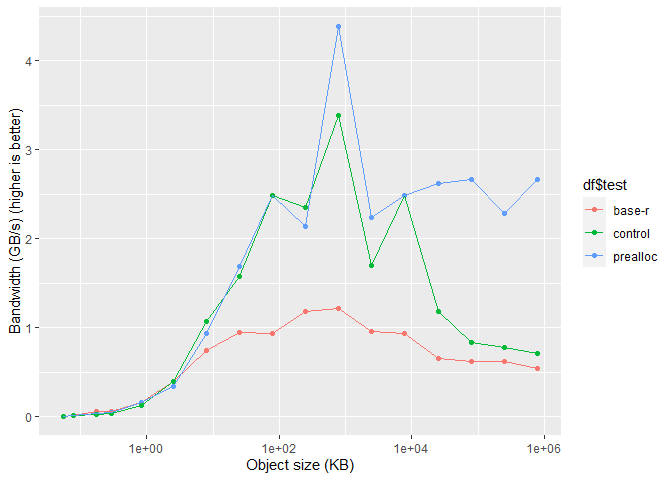 Bandwidth (GB/s) (higher is better)
4
3
2
1
0
1e+00
1e+02
1e+04
1e+06
Object size (KB)
df$test
base-r
control
prealloc